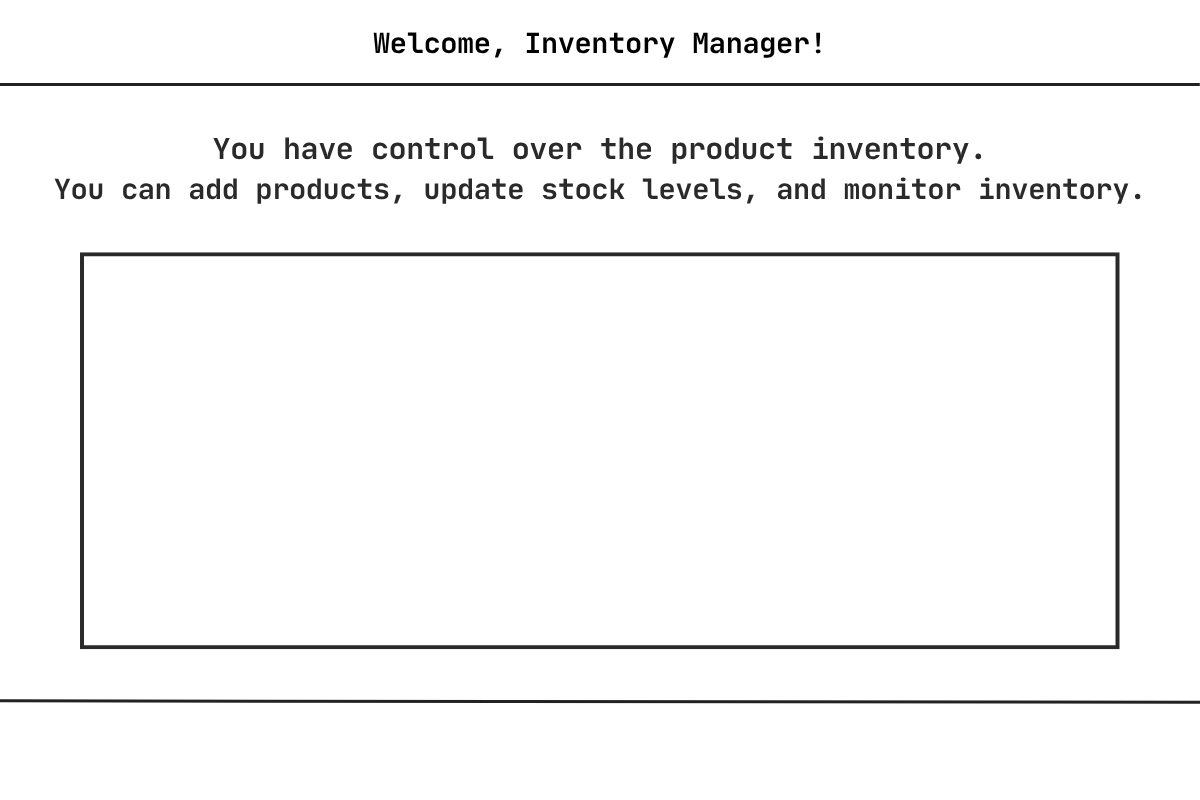 Welcome, Inventory Manager!
You have control over the product inventory.
You can add products, update stock levels, and monitor inventory.